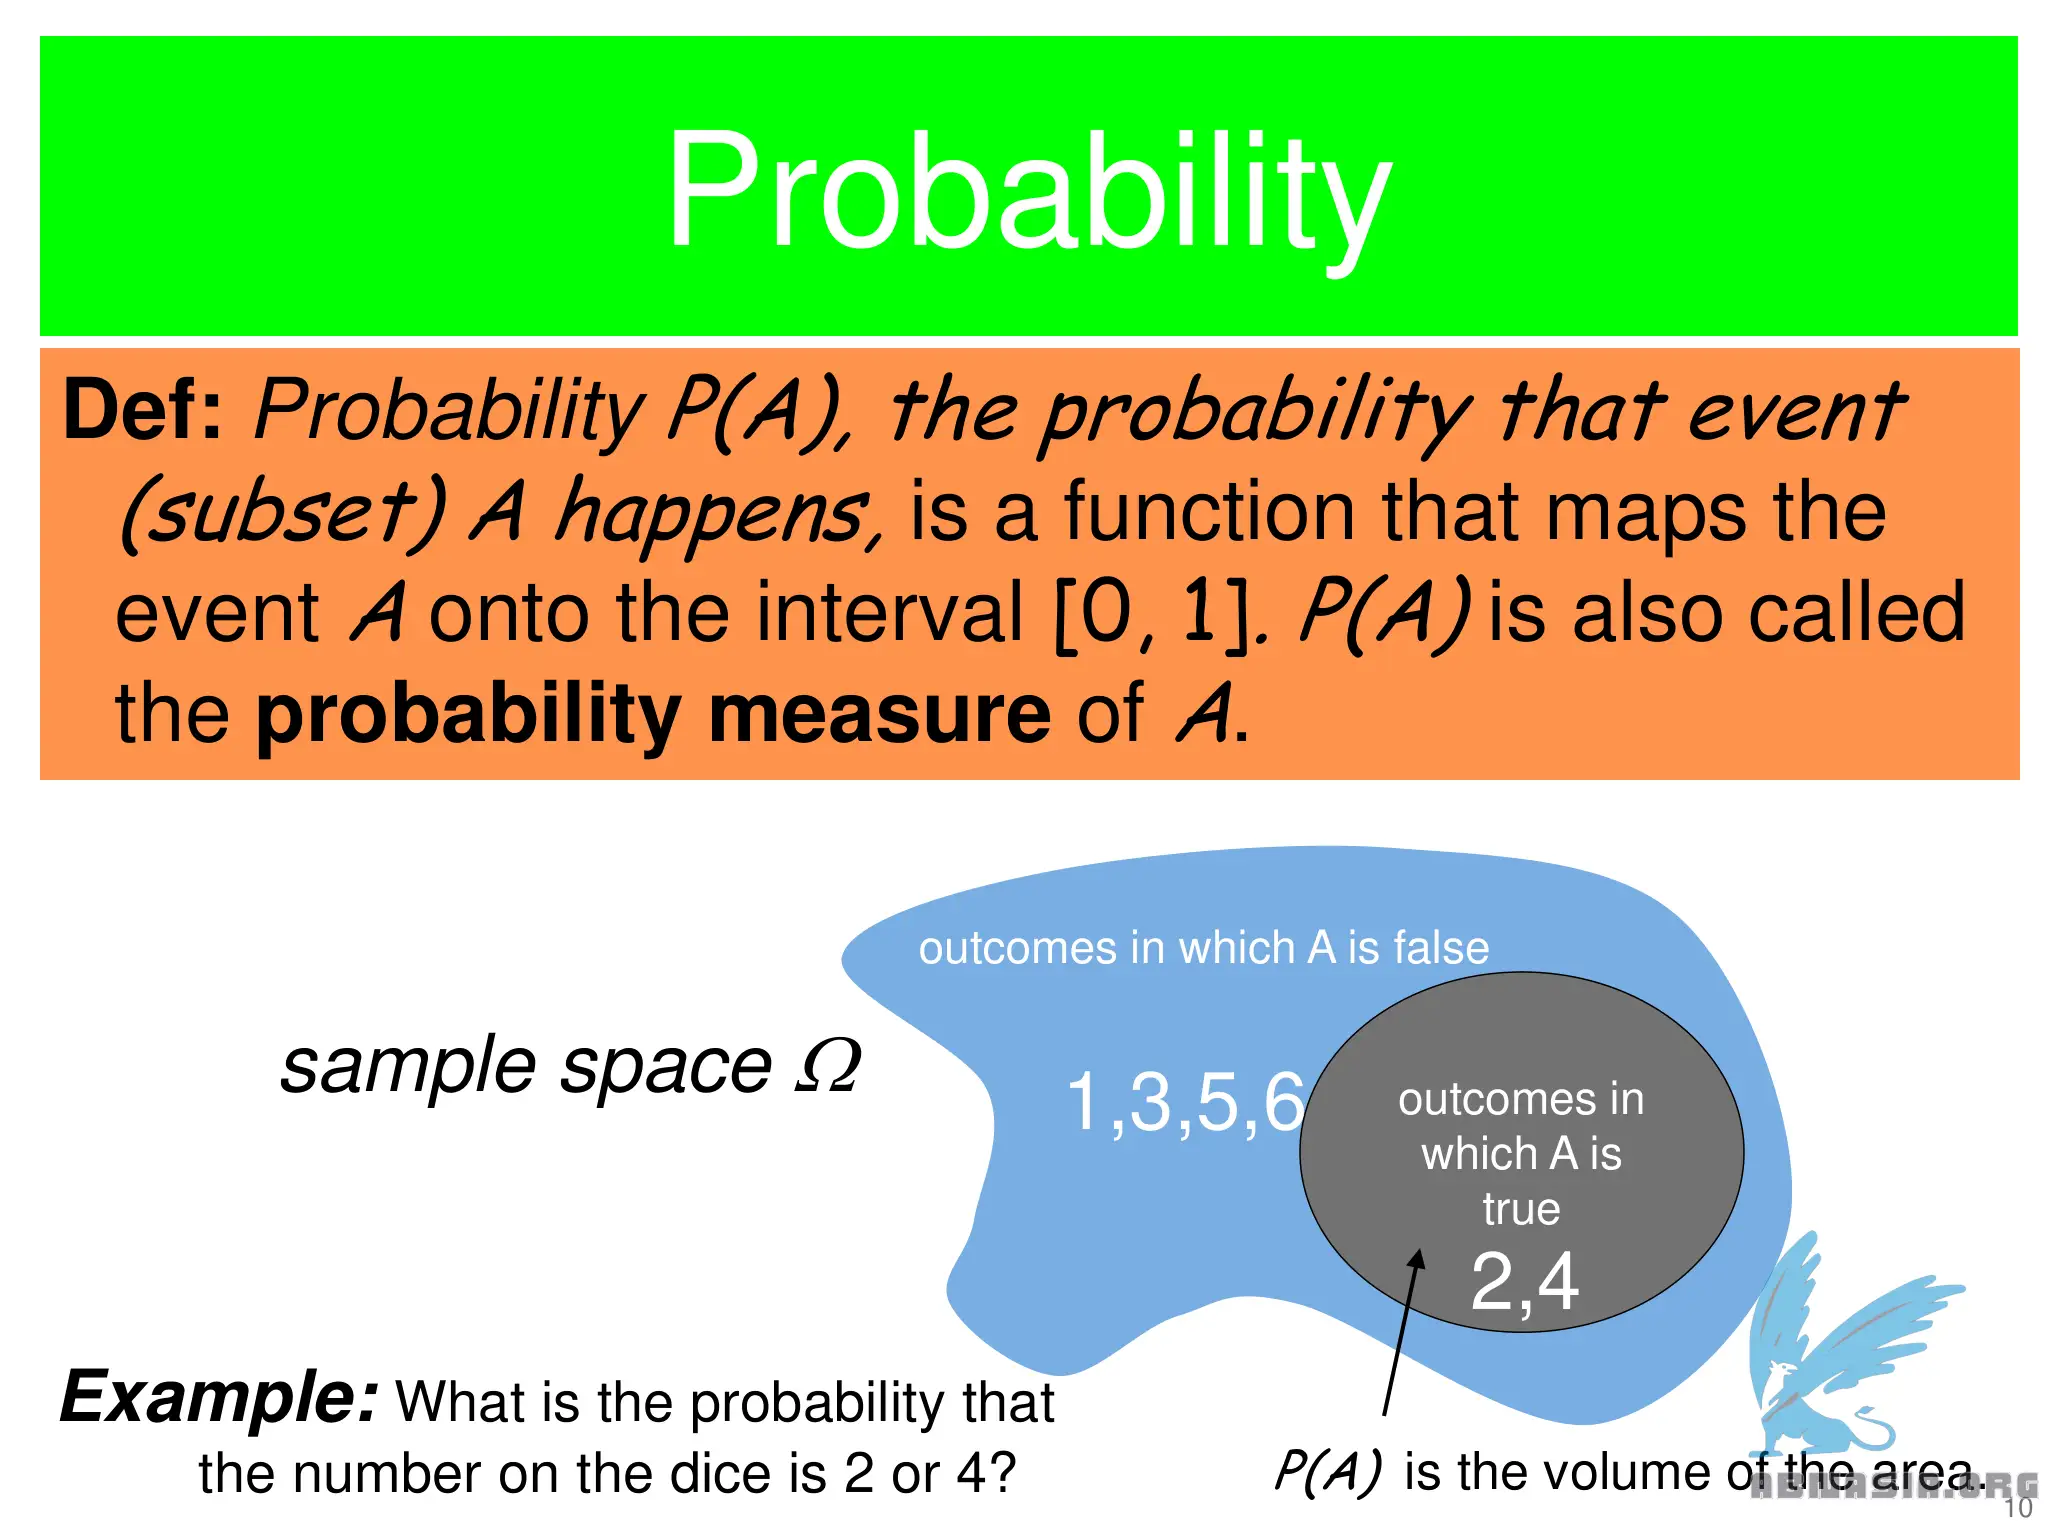 Probability
Def: Probability P(A), the probability that event
(subset) A happens, is a function that maps the
event A onto the interval [0, 1]. P(A) is also called
the probability measure of A.
outcomes in which A is false
sample space Ω
1,3,5,6
outcomes in
which A is
true
2,4
Example: What is the probability that
the number on the dice is 2 or 4?
P(A) is the volume of the area.
ABMASIA.ORG
10